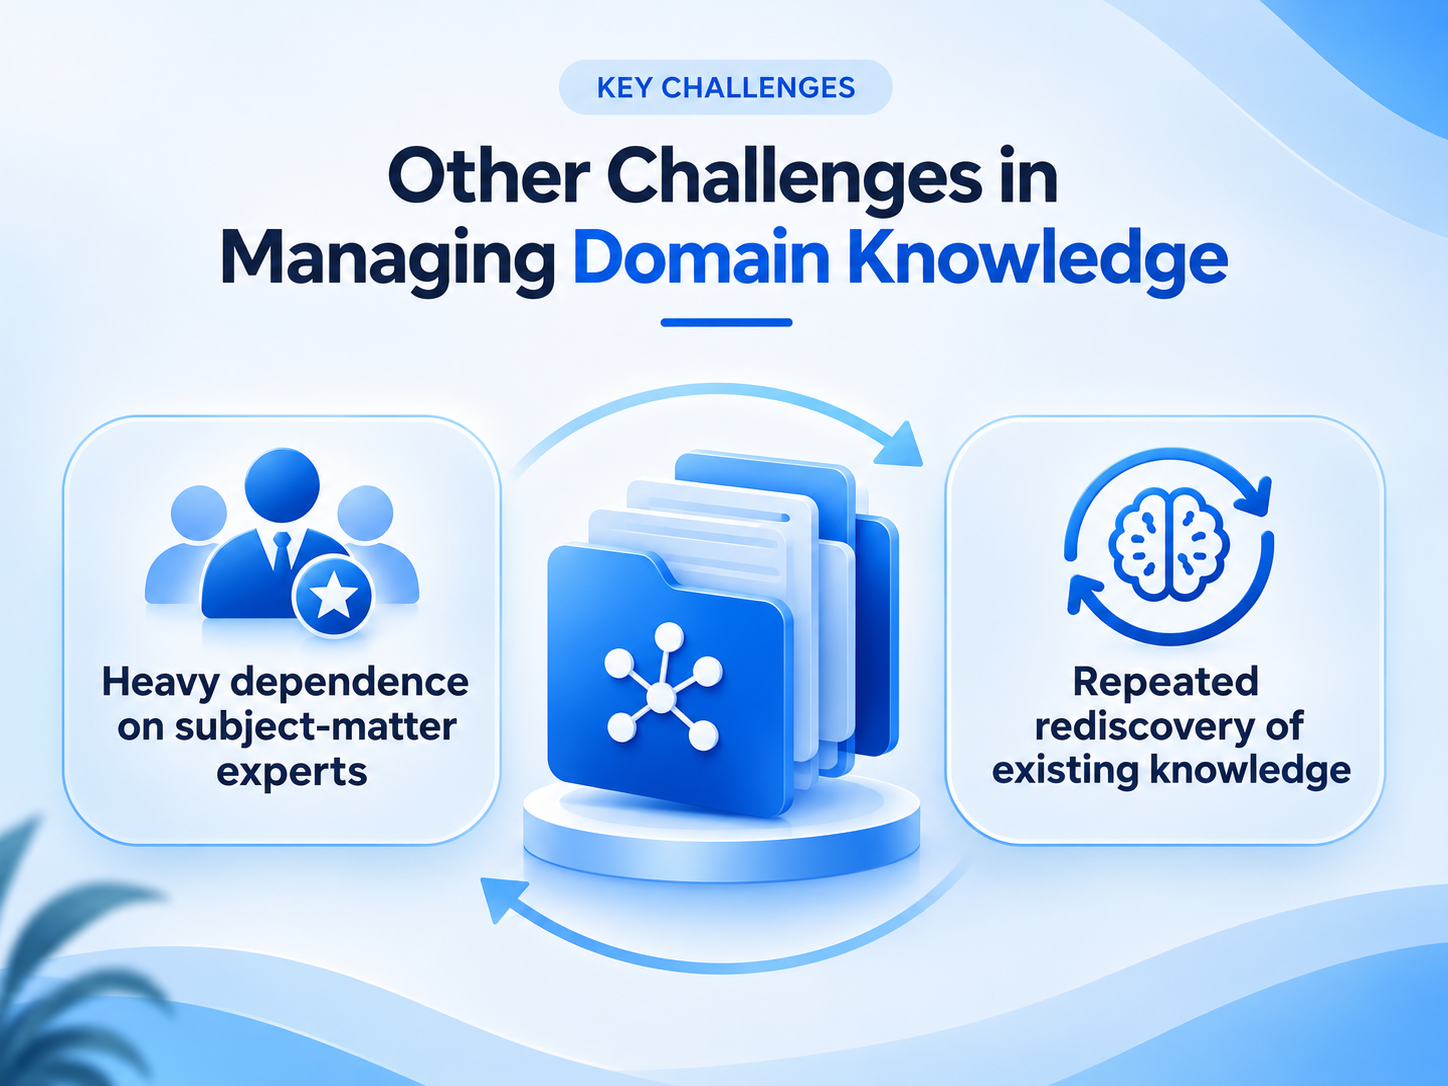 KEY CHALLENGES
Other Challenges in
Managing Domain Knowledge
Heavy dependence
on subject-matter
experts
Repeated
rediscovery of
existing knowledge